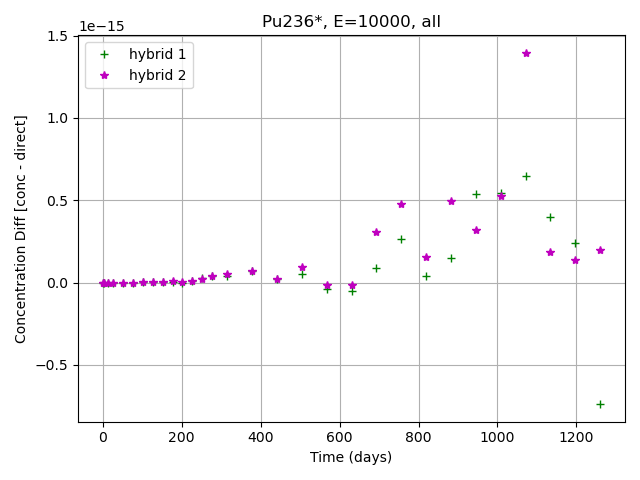 Pu236*, E=10000, all
1e−15
hybrid 1
hybrid 2
1.5
1.0
0.5
0.0
−0.5
Concentration Diff [conc - direct]
0 200 400 600 800 1000 1200
Time (days)